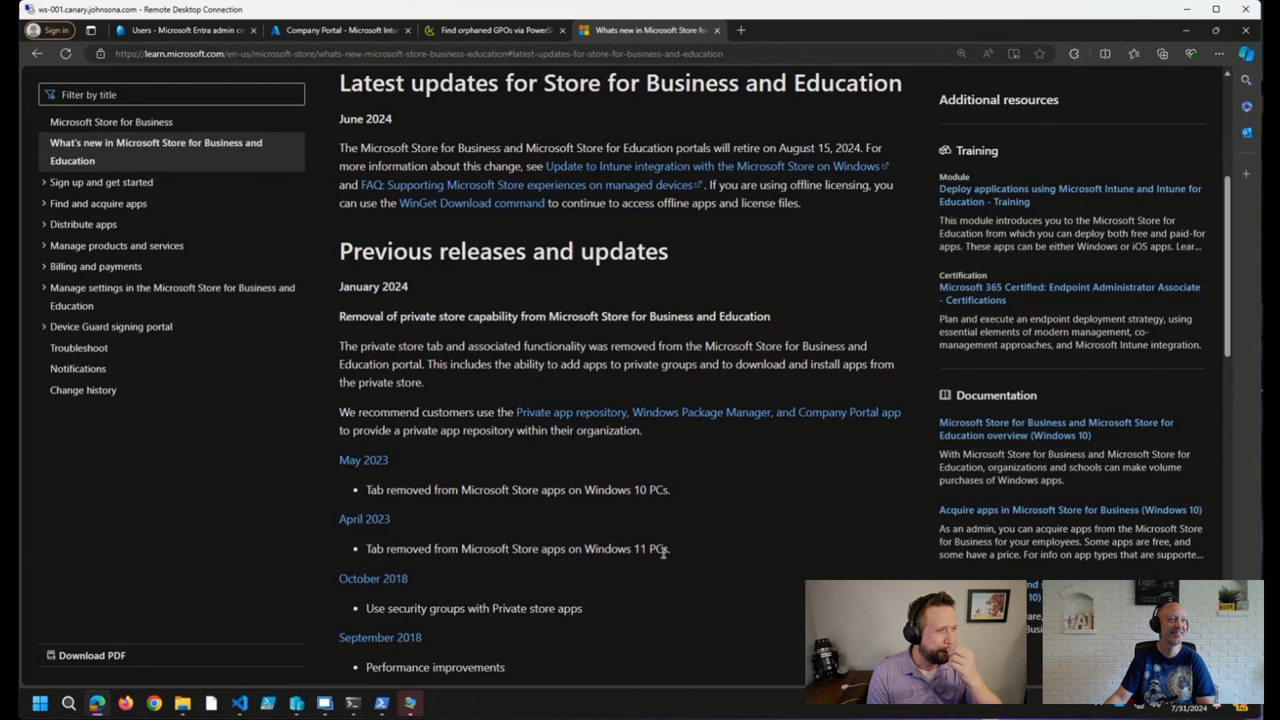 ws-001.canary.johnsona.com - Remote Desktop Connection
Sign in
Users - Microsoft Entra admin ce
Company Portal - Microsoft Intu
Find orphaned GPOs via PowerS
Whats new in Microsoft Store fo
https://learn.microsoft.com/en-us/microsoft-store/whats-new-microsoft-store-business-education#latest-updates-for-store-for-business-and-education
Filter by title
Microsoft Store for Business
What's new in Microsoft Store for Business and
Education
Sign up and get started
Find and acquire apps
Distribute apps
Manage products and services
Billing and payments
Manage settings in the Microsoft Store for Business and
Education
Device Guard signing portal
Troubleshoot
Notifications
Change history
Download PDF
Latest updates for Store for Business and Education
June 2024
The Microsoft Store for Business and Microsoft Store for Education portals will retire on August 15, 2024. For
more information about this change, see Update to Intune integration with the Microsoft Store on Windows
and FAQ: Supporting Microsoft Store experiences on managed devices. If you are using offline licensing, you
can use the WinGet Download command to continue to access offline apps and license files.
Previous releases and updates
January 2024
Removal of private store capability from Microsoft Store for Business and Education
The private store tab and associated functionality was removed from the Microsoft Store for Business and
Education portal. This includes the ability to add apps to private groups and to download and install apps from
the private store.
We recommend customers use the Private app repository, Windows Package Manager, and Company Portal app
to provide a private app repository within their organization.
May 2023
• Tab removed from Microsoft Store apps on Windows 10 PCs.
April 2023
• Tab removed from Microsoft Store apps on Windows 11 PCs.
October 2018
• Use security groups with Private store apps
September 2018
• Performance improvements
Additional resources
Training
Module
Deploy applications using Microsoft Intune and Intune for
Education - Training
This module introduces you to the Microsoft Store for
Education from which you can deploy both free and paid-for
apps. These apps can be either Windows or iOS apps. Lear...
Certification
Microsoft 365 Certified: Endpoint Administrator Associate
- Certifications
Plan and execute an endpoint deployment strategy, using
essential elements of modern management, co-
management approaches, and Microsoft Intune integration.
Documentation
Microsoft Store for Business and Microsoft Store for
Education overview (Windows 10)
With Microsoft Store for Business and Microsoft Store for
Education, organizations and schools can make volume
purchases of Windows apps.
Acquire apps in Microsoft Store for Business (Windows 10)
As an admin, you can acquire apps from the Microsoft Store
for Business for your employees. Some apps are free, and
some have a price. For info on app types that are supporte...
7/31/2024